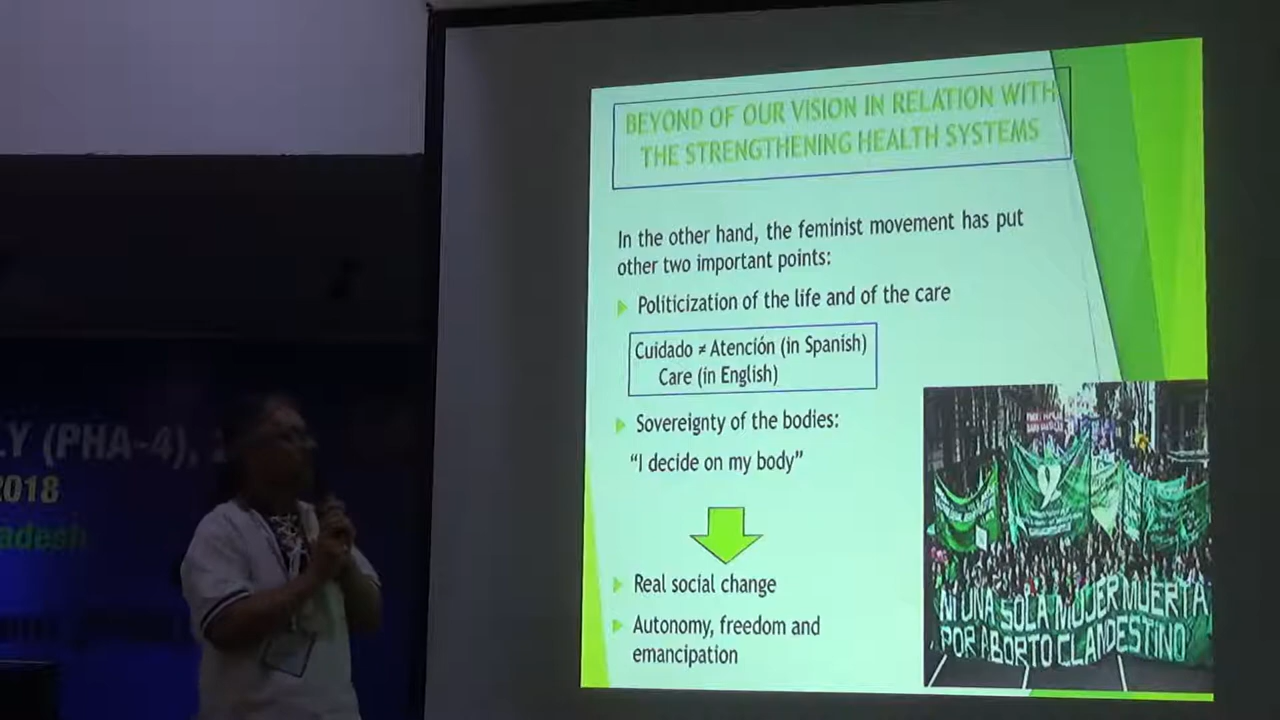 BEYOND OF OUR VISION IN RELATION WITH
THE STRENGTHENING HEALTH SYSTEMS
In the other hand, the feminist movement has put
other two important points:
Politicization of the life and of the care
Cuidado ≠ Atención (in Spanish)
Care (in English)
Sovereignty of the bodies:
“I decide on my body”
Real social change
Autonomy, freedom and
emancipation
NI UNA SOLA MUJER MUERTA
POR ABORTO CLANDESTINO
(PHA-4),
2018